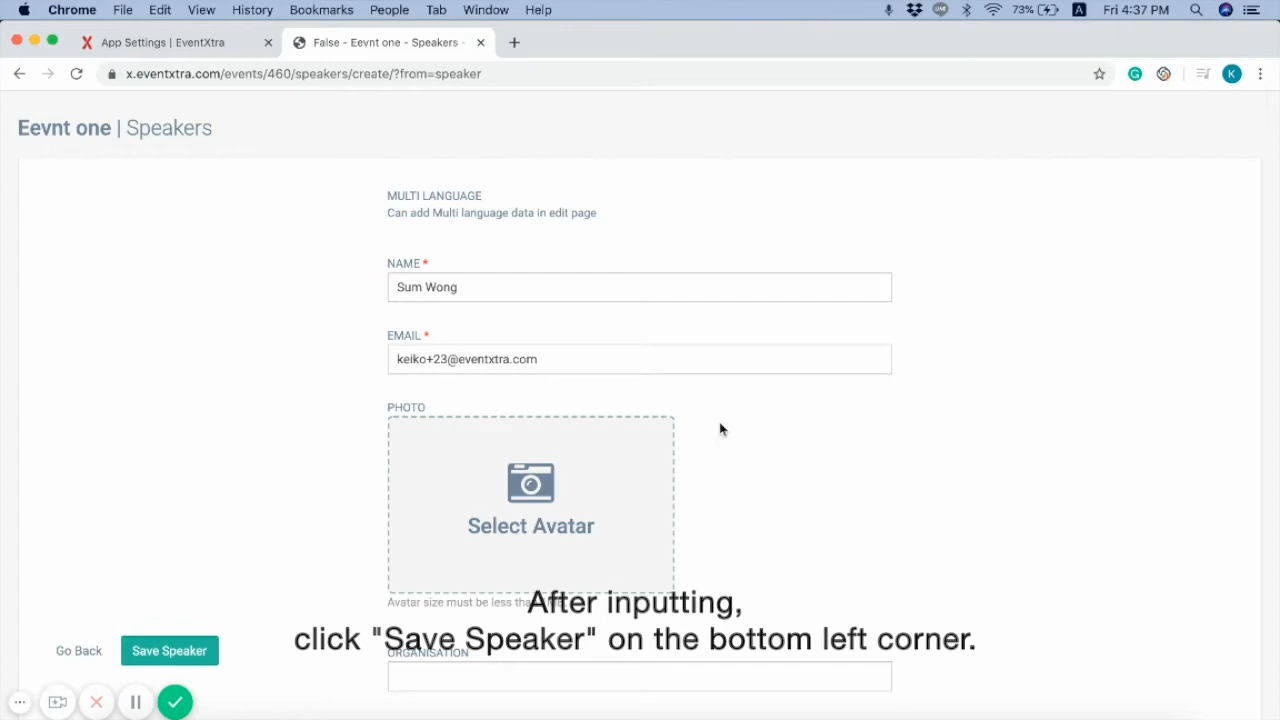 Chrome File Edit View History Bookmarks People Tab Window Help 73% A Fri 4:37 PM
App Settings | EventXtra False - Eevnt one - Speakers -
x.eventxtra.com/events/460/speakers/create/?from=speaker K
Eevnt one | Speakers
MULTI LANGUAGE
Can add Multi language data in edit page
NAME *
Sum Wong
EMAIL *
keiko+23@eventxtra.com
PHOTO
Select Avatar
Avatar size must be less
After inputting,
click "Save Speaker" on the bottom left corner.
Go Back Save Speaker
ORGANISATION